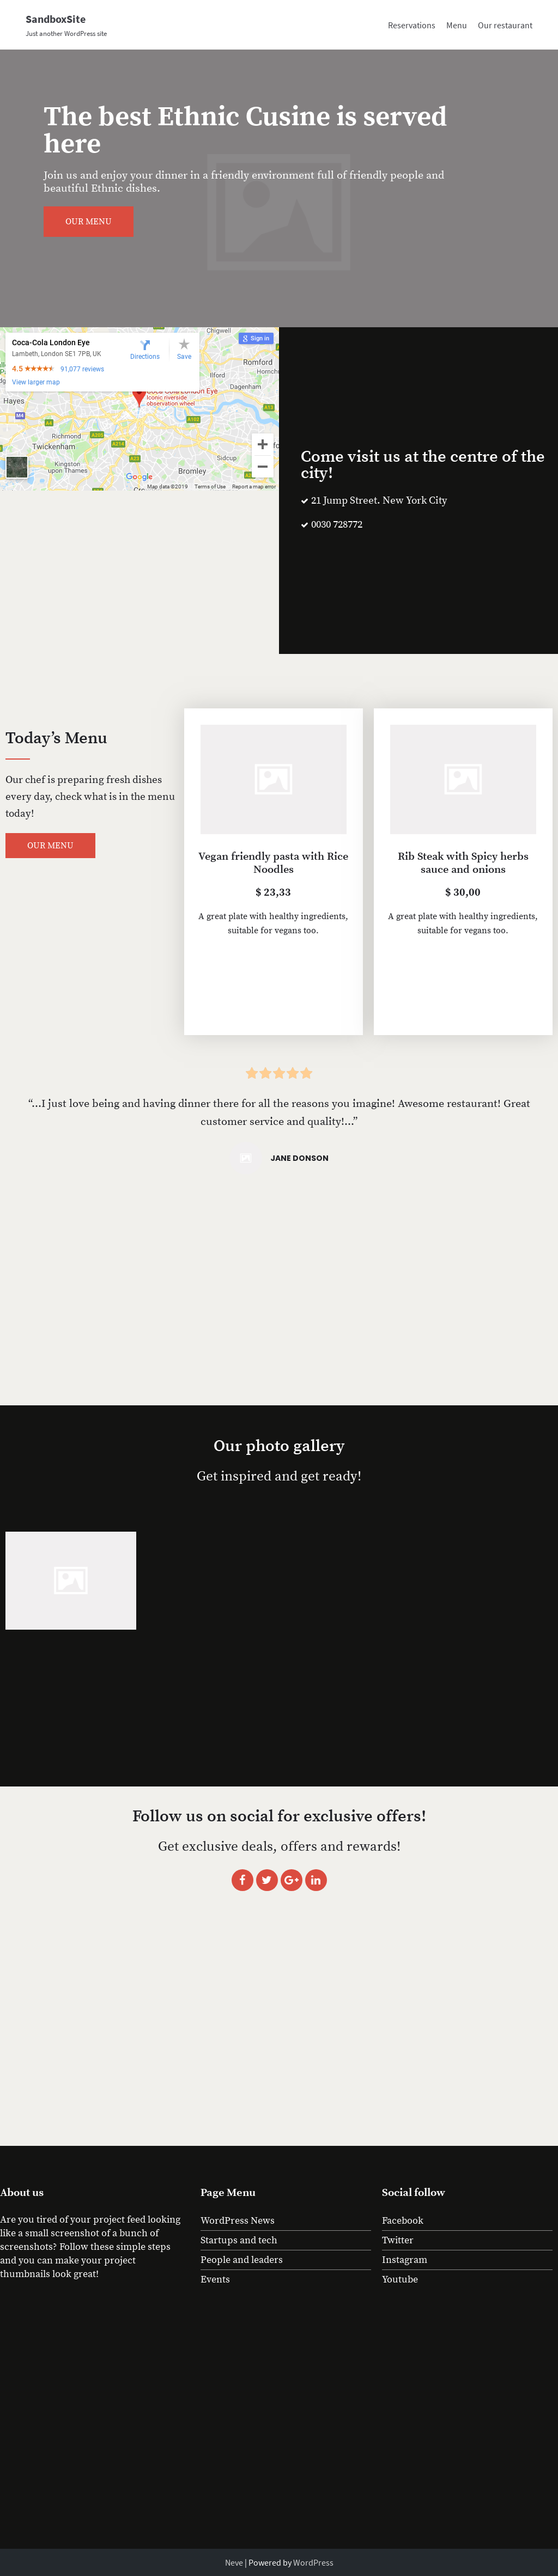 SandboxSite
Just another WordPress site
Reservations Menu Our restaurant
The best Ethnic Cusine is served
here
Join us and enjoy your dinner in a friendly environment full of friendly people and
beautiful Ethnic dishes.
OUR MENU
Coca-Cola London Eye
Lambeth, London SE1 7PB, UK
4.5 91,077 reviews
View larger map
Directions
Save
Sign in
Chigwell
Romford
Ilford
Dagenham
Hayes
Coca-Cola London Eye
Iconic riverside
observation wheel
M4
Richmond
Twickenham
Kingston
upon Thames
Sidcup
Bromley
Google
Map data ©2019 Terms of Use Report a map error
Come visit us at the centre of the
city!
21 Jump Street. New York City
0030 728772
Today’s Menu
Our chef is preparing fresh dishes
every day, check what is in the menu
today!
OUR MENU
Vegan friendly pasta with Rice
Noodles
$ 23,33
A great plate with healthy ingredients,
suitable for vegans too.
Rib Steak with Spicy herbs
sauce and onions
$ 30,00
A great plate with healthy ingredients,
suitable for vegans too.
“…I just love being and having dinner there for all the reasons you imagine! Awesome restaurant! Great
customer service and quality!…”
JANE DONSON
Our photo gallery
Get inspired and get ready!
Follow us on social for exclusive offers!
Get exclusive deals, offers and rewards!
About us
Are you tired of your project feed looking
like a small screenshot of a bunch of
screenshots? Follow these simple steps
and you can make your project
thumbnails look great!
Page Menu
WordPress News
Startups and tech
People and leaders
Events
Social follow
Facebook
Twitter
Instagram
Youtube
Neve | Powered by WordPress